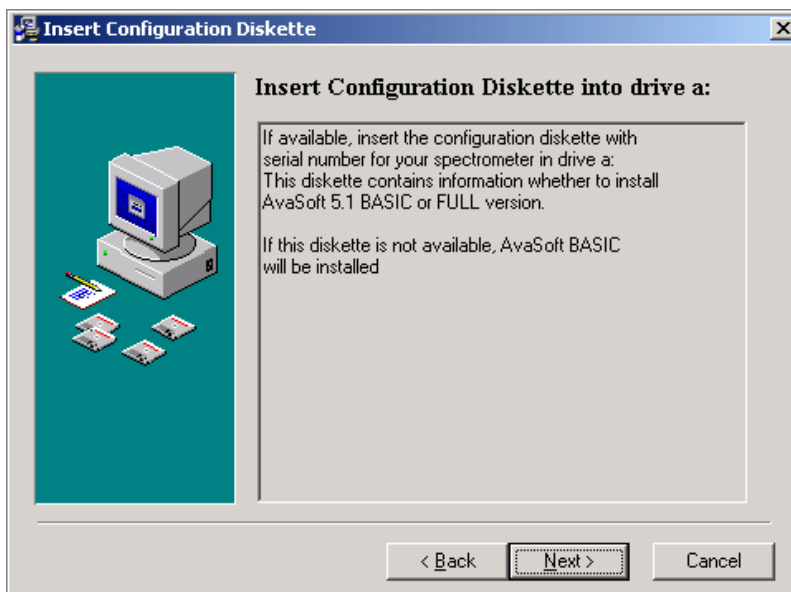 Insert Configuration Diskette
Insert Configuration Diskette into drive a:
If available, insert the configuration diskette with
serial number for your spectrometer in drive a:
This diskette contains information whether to install
AvaSoft 5.1 BASIC or FULL version.
If this diskette is not available, AvaSoft BASIC
will be installed
< Back
Next >
Cancel